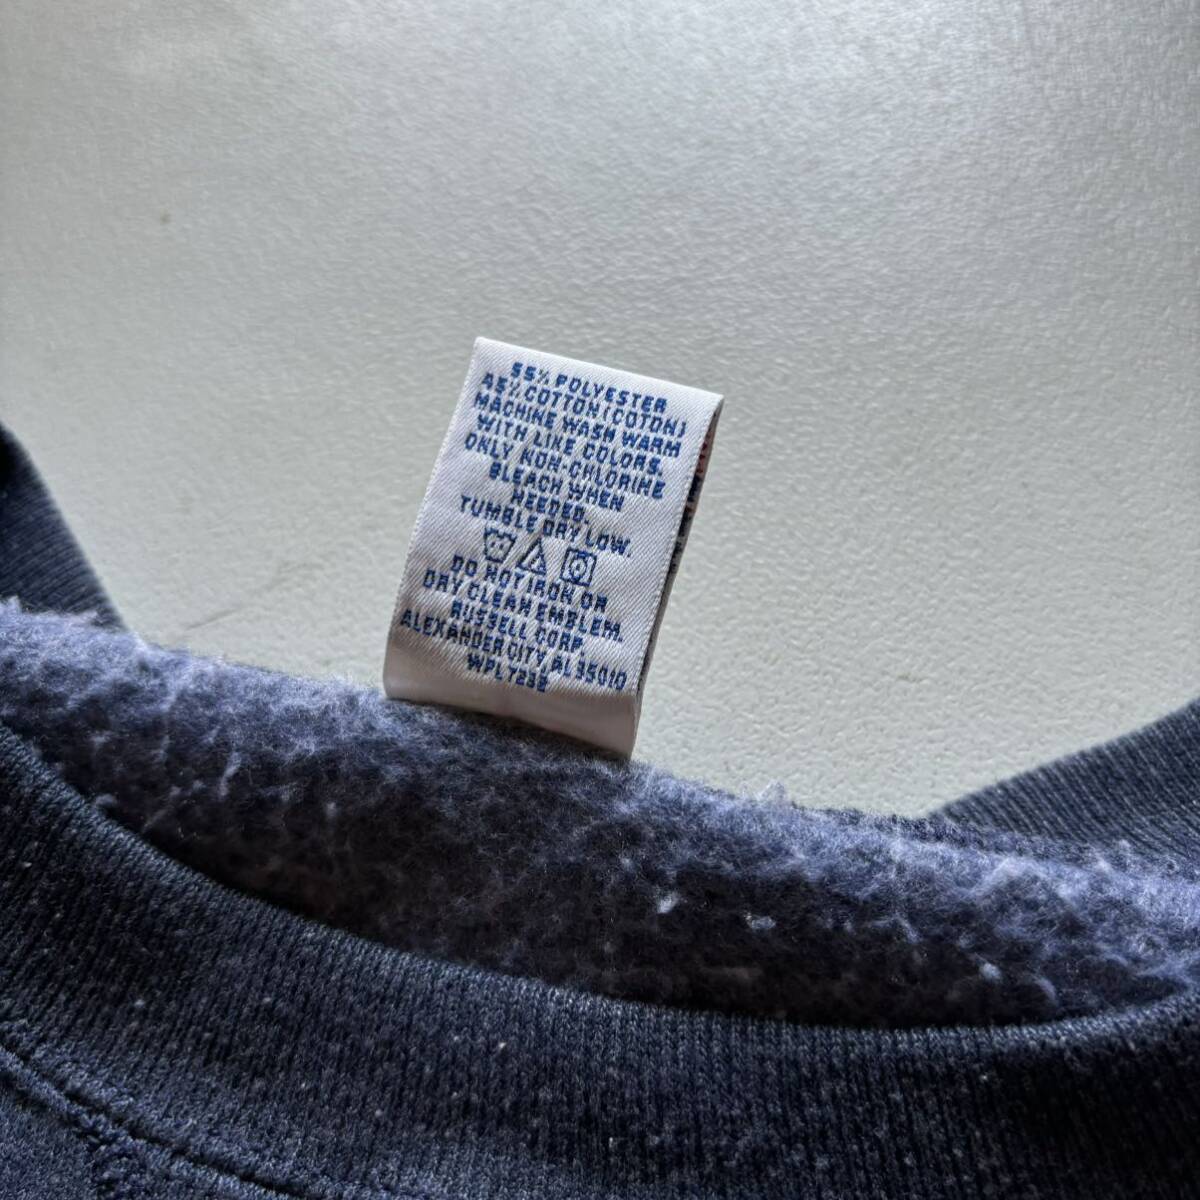 55% POLYESTER
45% COTTON (COTON)
MACHINE WASH WARM
WITH LIKE COLORS.
ONLY NON-CHLORINE
BLEACH WHEN
NEEDED.
TUMBLE DRY LOW.
DO NOT IRON OR
DRY CLEAN EMBLEM.
RUSSELL CORP.
ALEXANDER CITY, AL 35010
WPL 7232